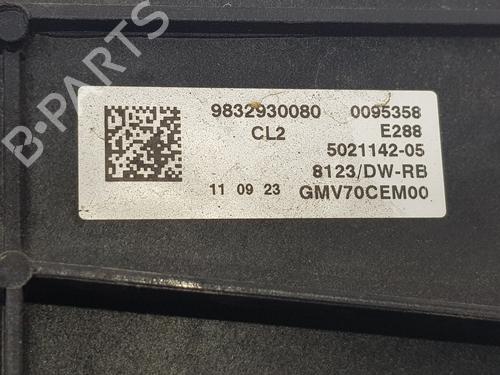 B-PARTS
9832930080 0095358
CL2 E288
5021142-05
8123/DW-RB
11 09 23 GMV70CEM00